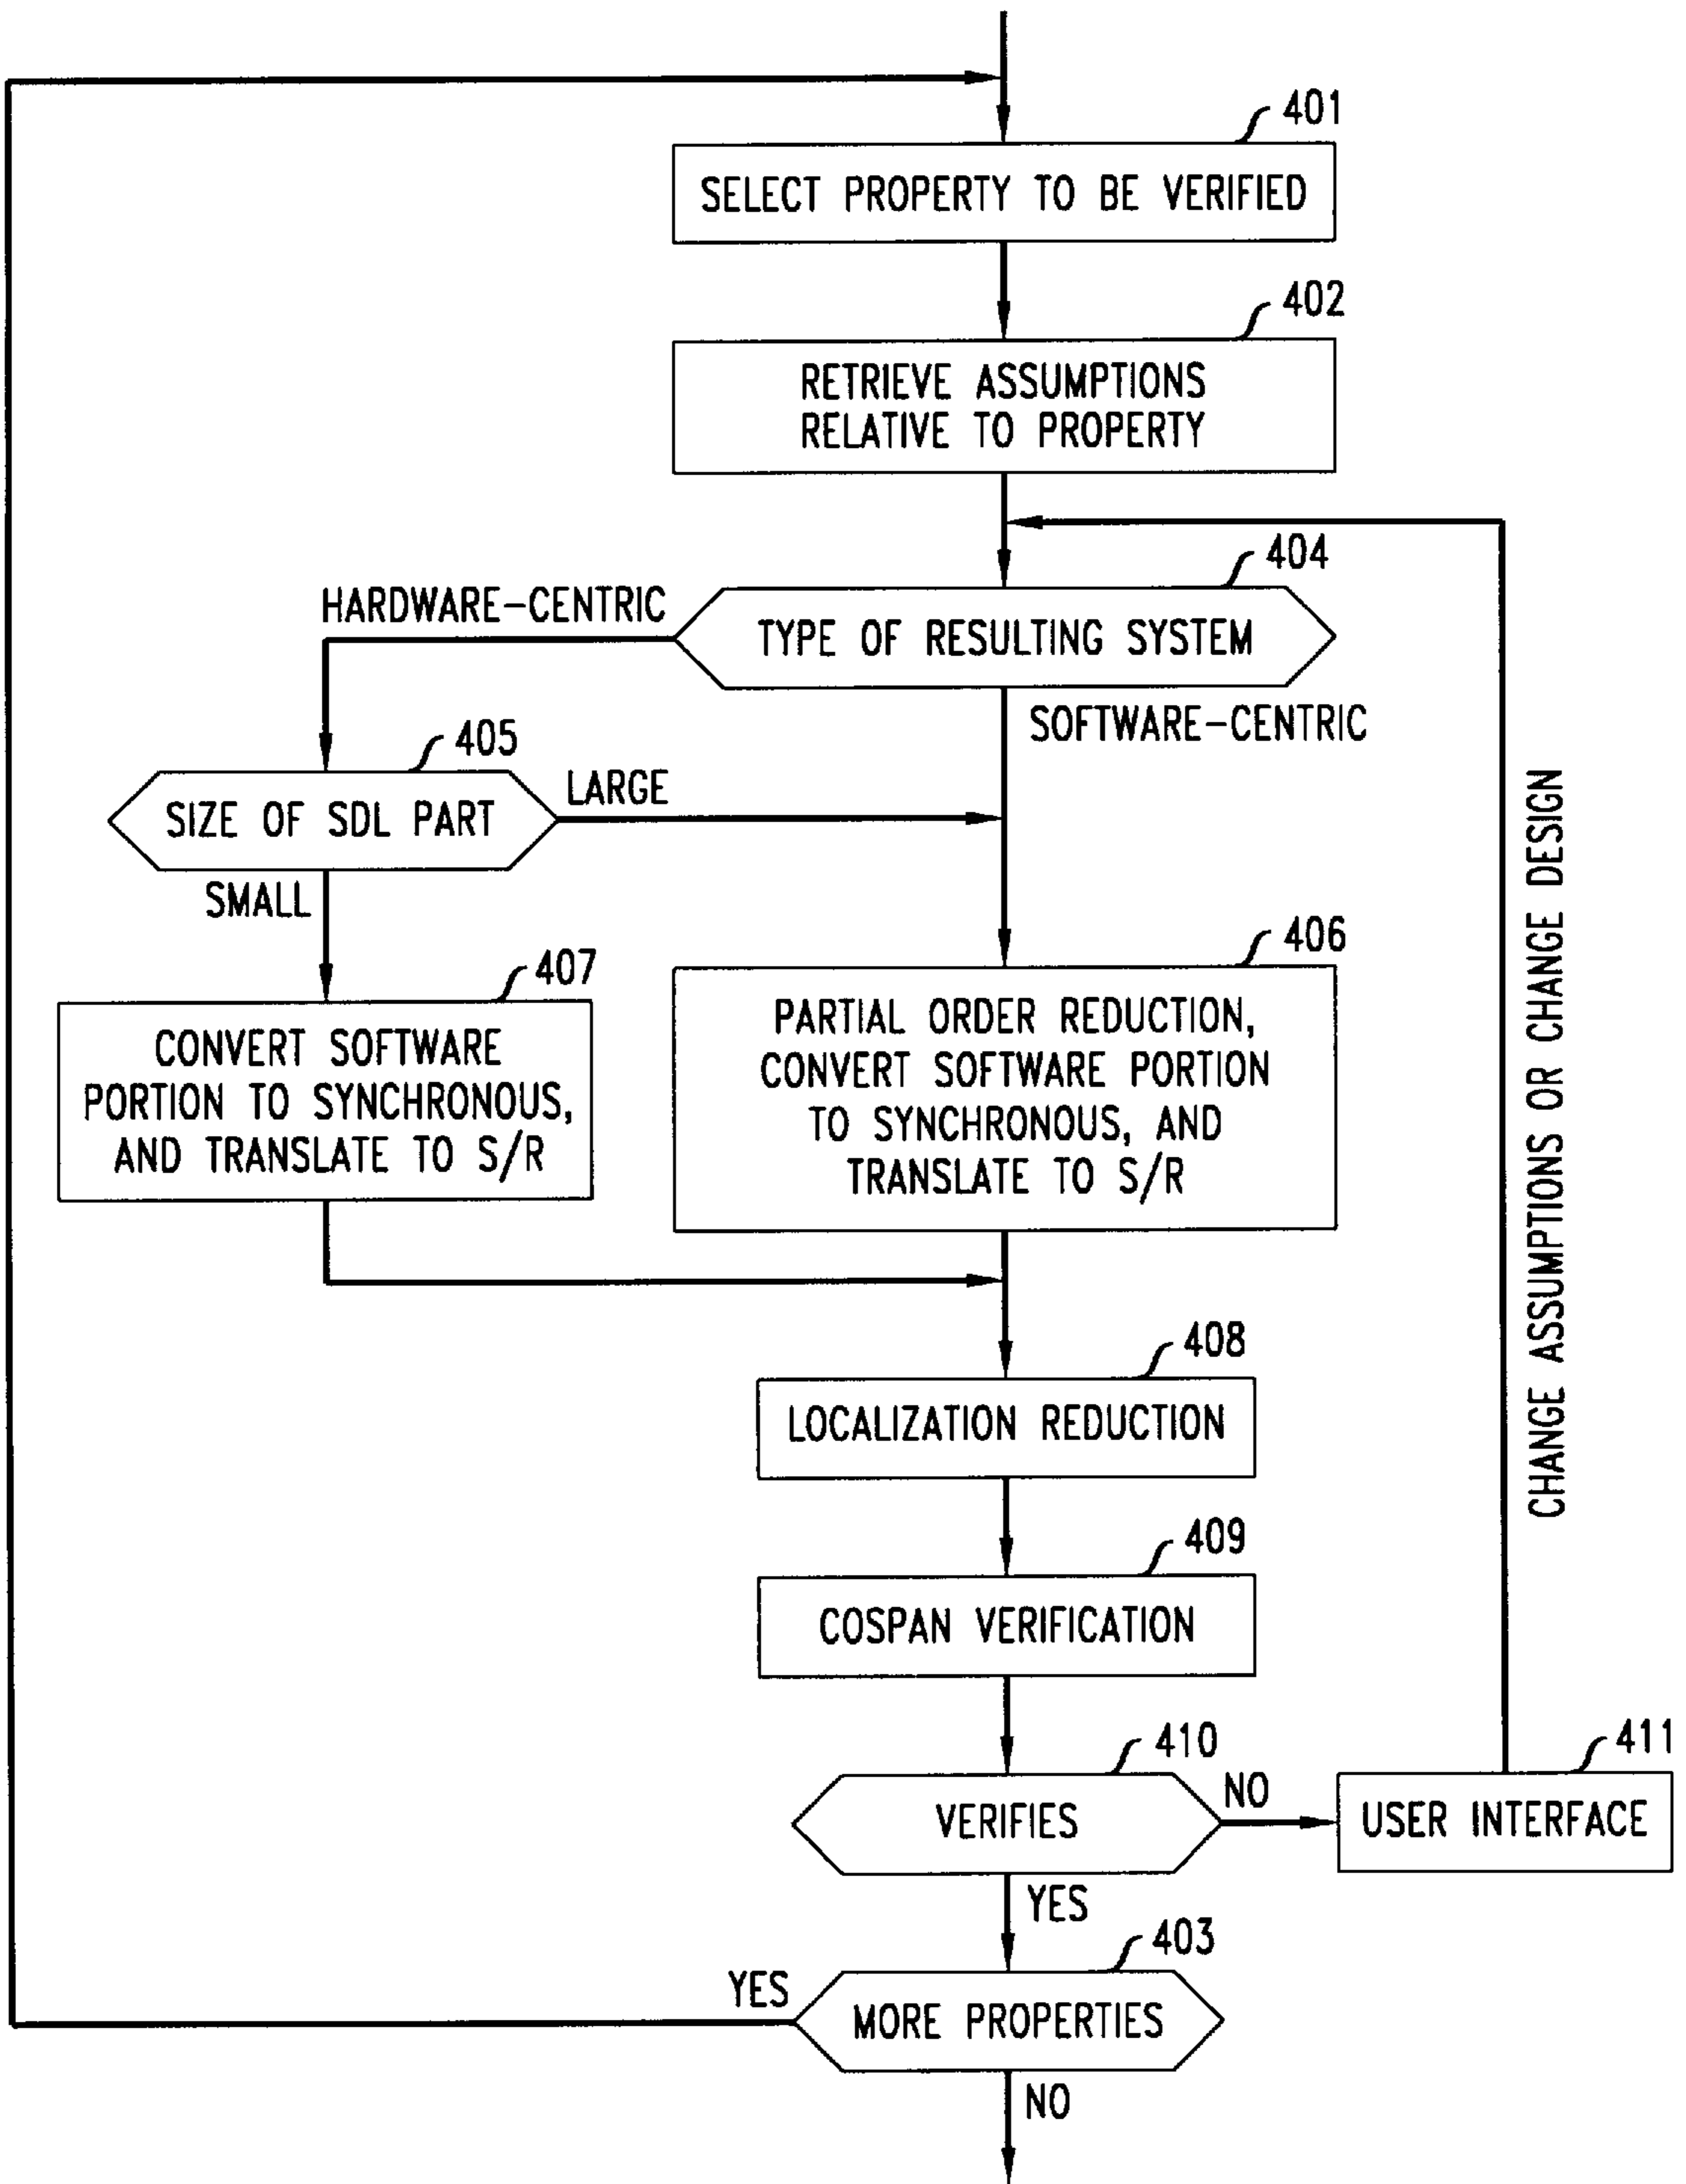 401
SELECT PROPERTY TO BE VERIFIED
402
RETRIEVE ASSUMPTIONS
RELATIVE TO PROPERTY
404
HARDWARE-CENTRIC
TYPE OF RESULTING SYSTEM
SOFTWARE-CENTRIC
405
LARGE
SIZE OF SDL PART
SMALL
407
CONVERT SOFTWARE
PORTION TO SYNCHRONOUS,
AND TRANSLATE TO S/R
406
PARTIAL ORDER REDUCTION,
CONVERT SOFTWARE PORTION
TO SYNCHRONOUS, AND
TRANSLATE TO S/R
CHANGE ASSUMPTIONS OR CHANGE DESIGN
408
LOCALIZATION REDUCTION
409
COSPAN VERIFICATION
410
VERIFIES
NO
411
USER INTERFACE
YES
403
YES
MORE PROPERTIES
NO